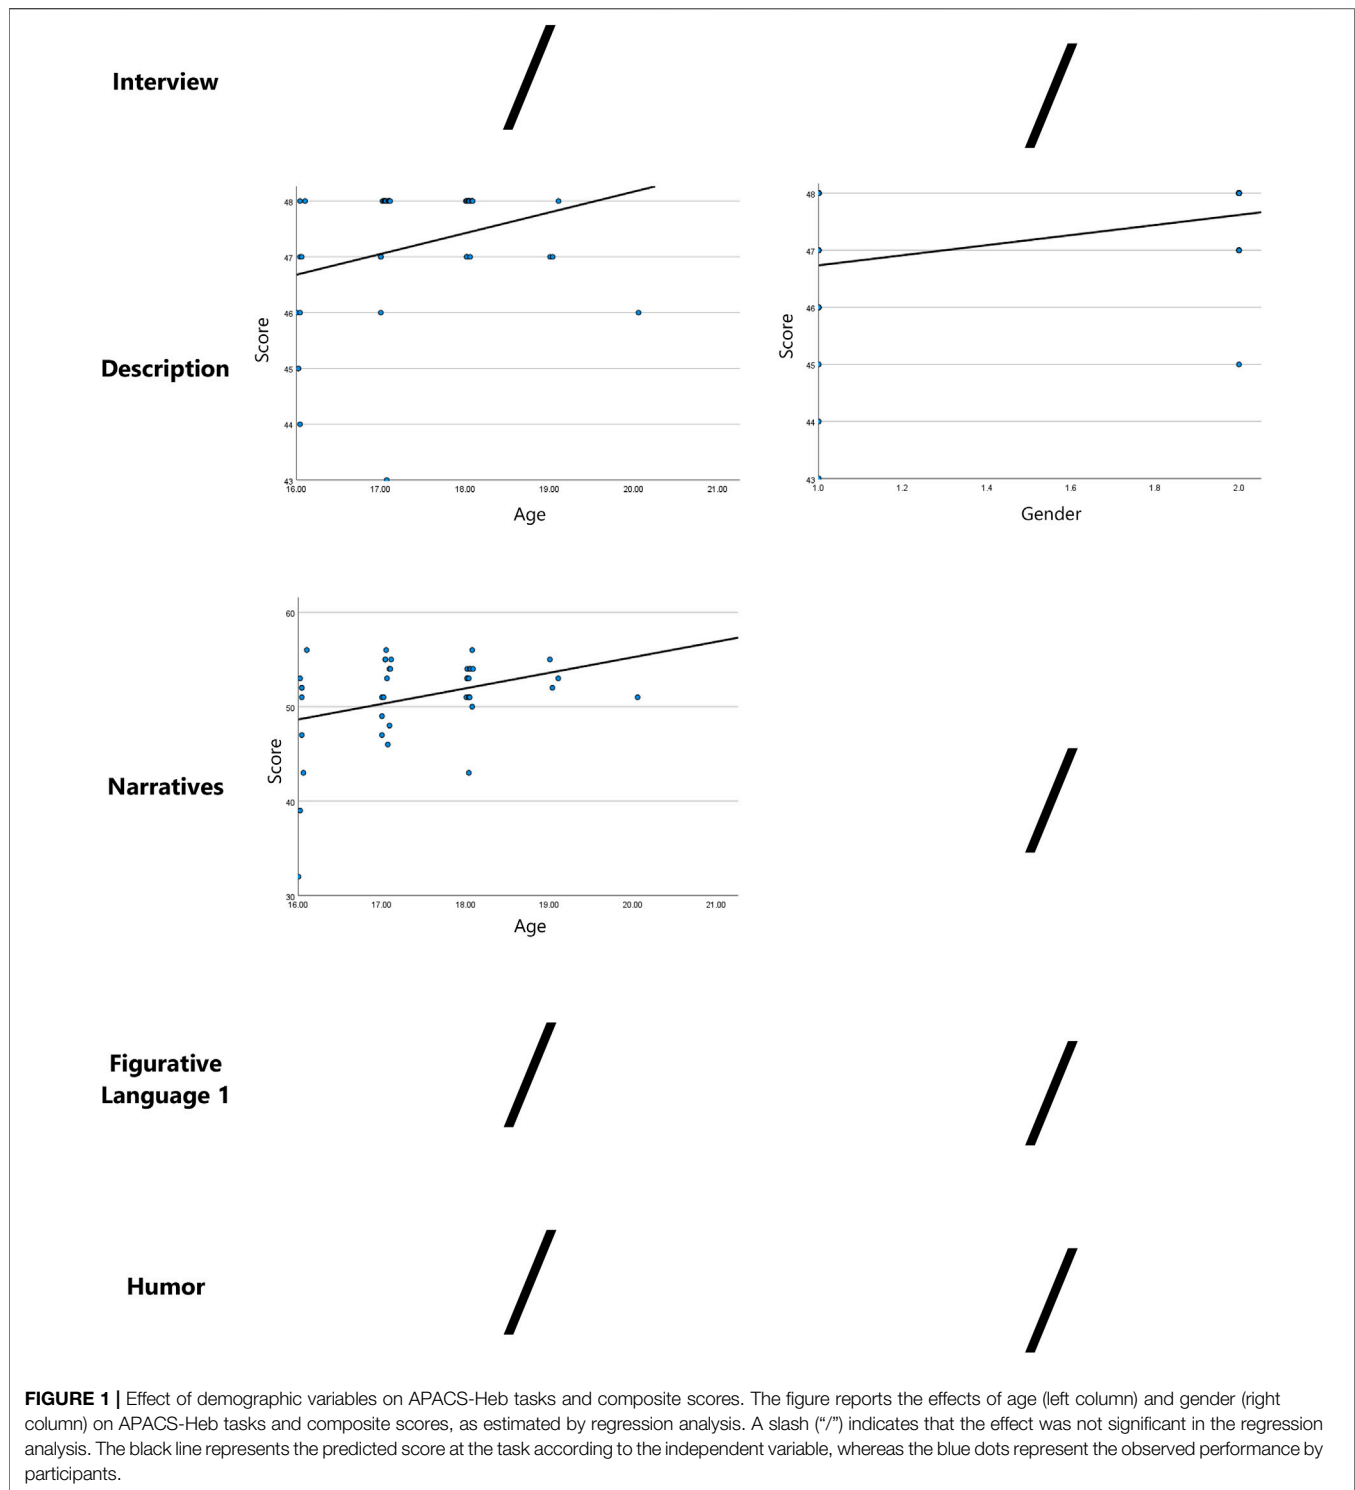 Interview
/
/
48
47
46
45
44
43
Score
16.00 17.00 18.00 19.00 20.00 21.00
Age
Description
48
47
46
45
44
43
Score
1.0 1.2 1.4 1.6 1.8 2.0
Gender
Narratives
60
50
40
30
Score
16.00 17.00 18.00 19.00 20.00 21.00
Age
/
Figurative
Language 1
/
/
Humor
/
/
FIGURE 1 | Effect of demographic variables on APACS-Heb tasks and composite scores. The figure reports the effects of age (left column) and gender (right
column) on APACS-Heb tasks and composite scores, as estimated by regression analysis. A slash (“/”) indicates that the effect was not significant in the regression
analysis. The black line represents the predicted score at the task according to the independent variable, whereas the blue dots represent the observed performance by
participants.